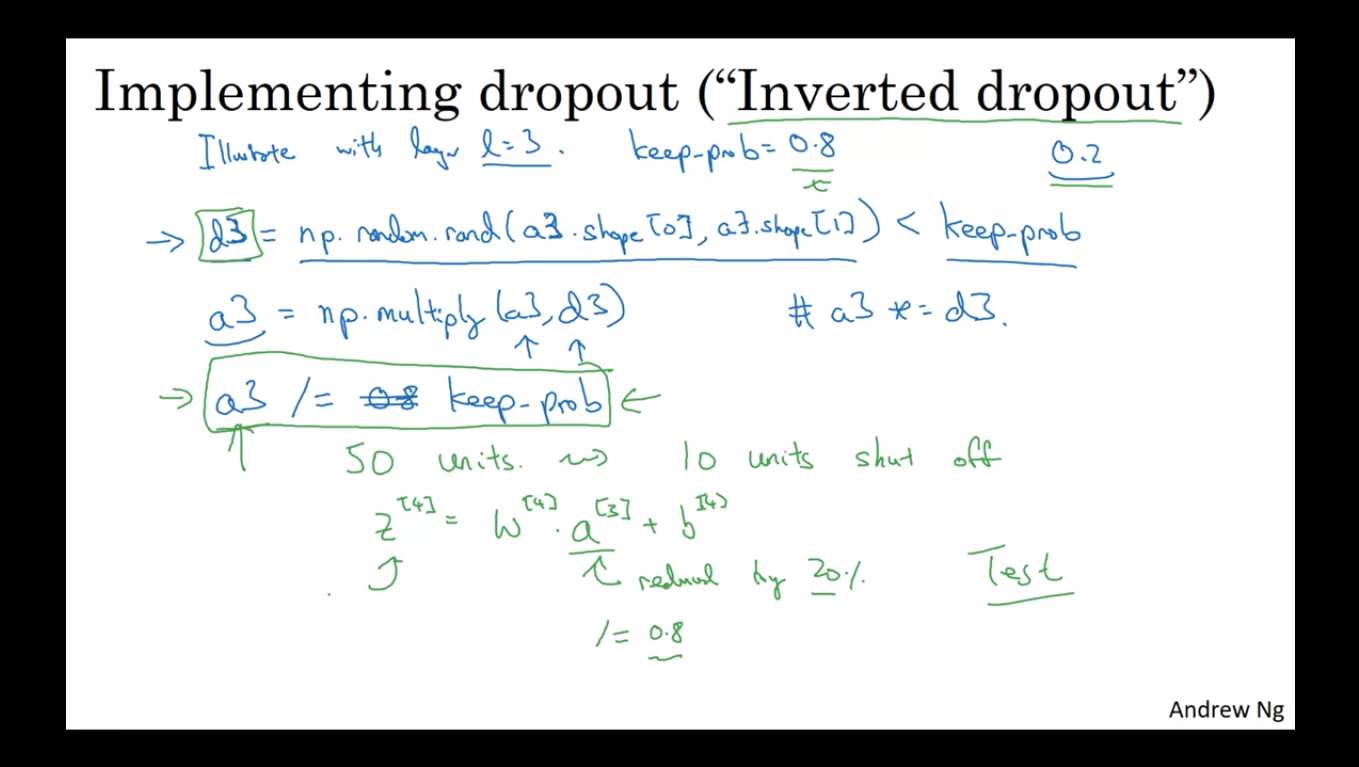 Implementing dropout ("Inverted dropout")
Illustrate with layer l=3. keep-prob= 0.8 0.2
→ d3 = np.random.rand(a3.shape[0], a3.shape[1]) < keep-prob
a3 = np.multiply(a3, d3) # a3 *= d3.
↑ ↑
→ a3 /= 0.8 keep-prob ←
↑ 50 units. ⇝ 10 units shut off
z^[4] = W^[4] · a^[3] + b^[4]
reduced by 20%. Test
/= 0.8
Andrew Ng